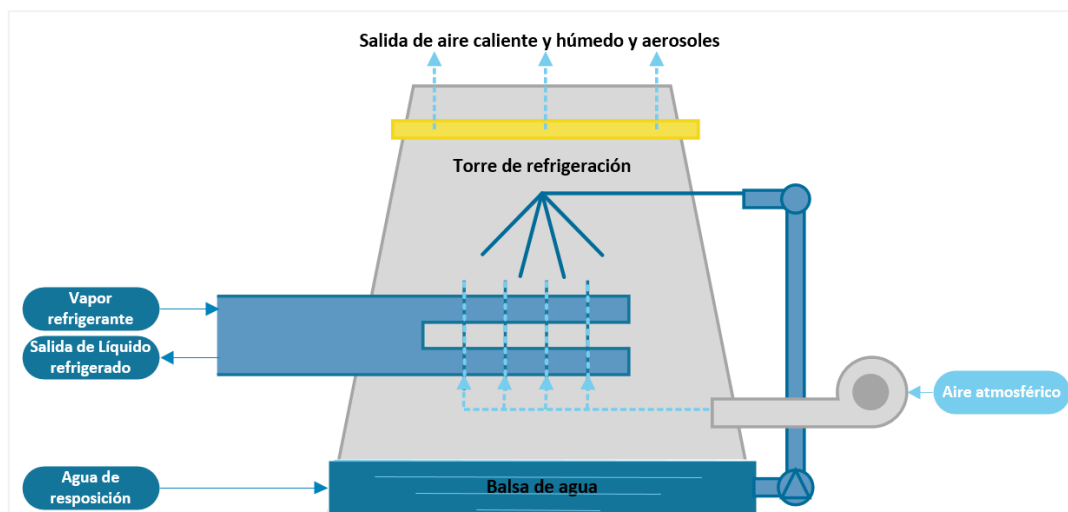 Salida de aire caliente y húmedo y aerosoles
Torre de refrigeración
Vapor
refrigerante
Salida de Líquido
refrigerado
Aire atmosférico
Agua de
resposición
Balsa de agua